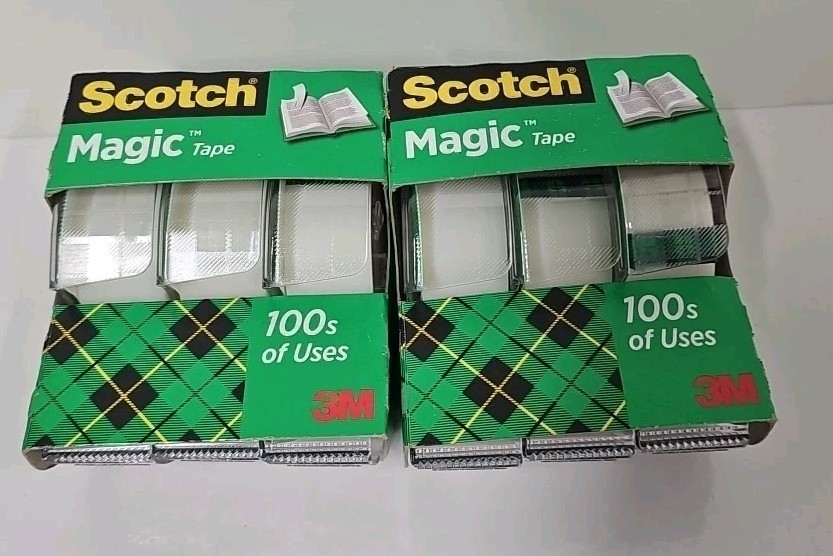 Scotch®
Magic™ Tape
100s
of Uses
3M
Scotch®
Magic™ Tape
100s
of Uses
3M